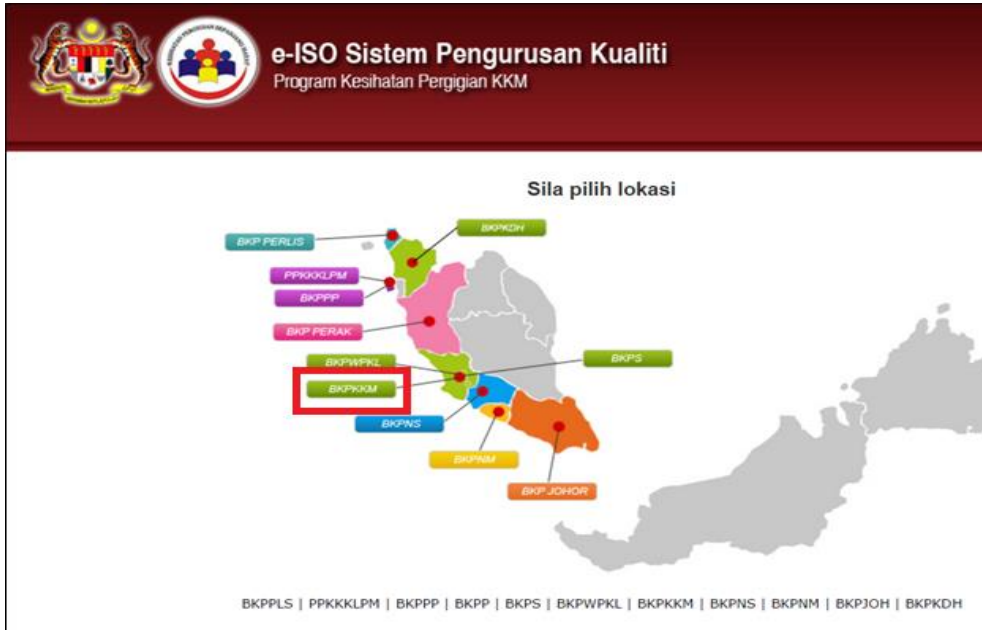 e-ISO Sistem Pengurusan Kualiti
Program Kesihatan Pergigian KKM
Sila pilih lokasi
BKPKDH
BKP PERLIS
PPKKKLPM
BKPPP
BKP PERAK
BKPWPKL
BKPS
BKPKKM
BKPNS
BKPNM
BKP JOHOR
BKPPLS | PPKKKLPM | BKPPP | BKPP | BKPS | BKPWPKL | BKPKKM | BKPNS | BKPNM | BKPJOH | BKPKDH